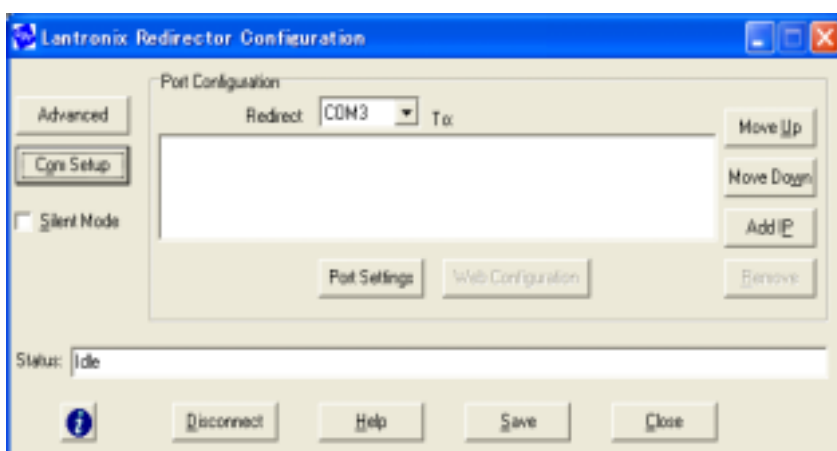 Lantronix Redirector Configuration
Port Configuration
Advanced
Redirect COM3 To:
Move Up
Com Setup
Move Down
Silent Mode
Add IP
Port Settings
Web Configuration
Remove
Status: Idle
Disconnect
Help
Save
Close